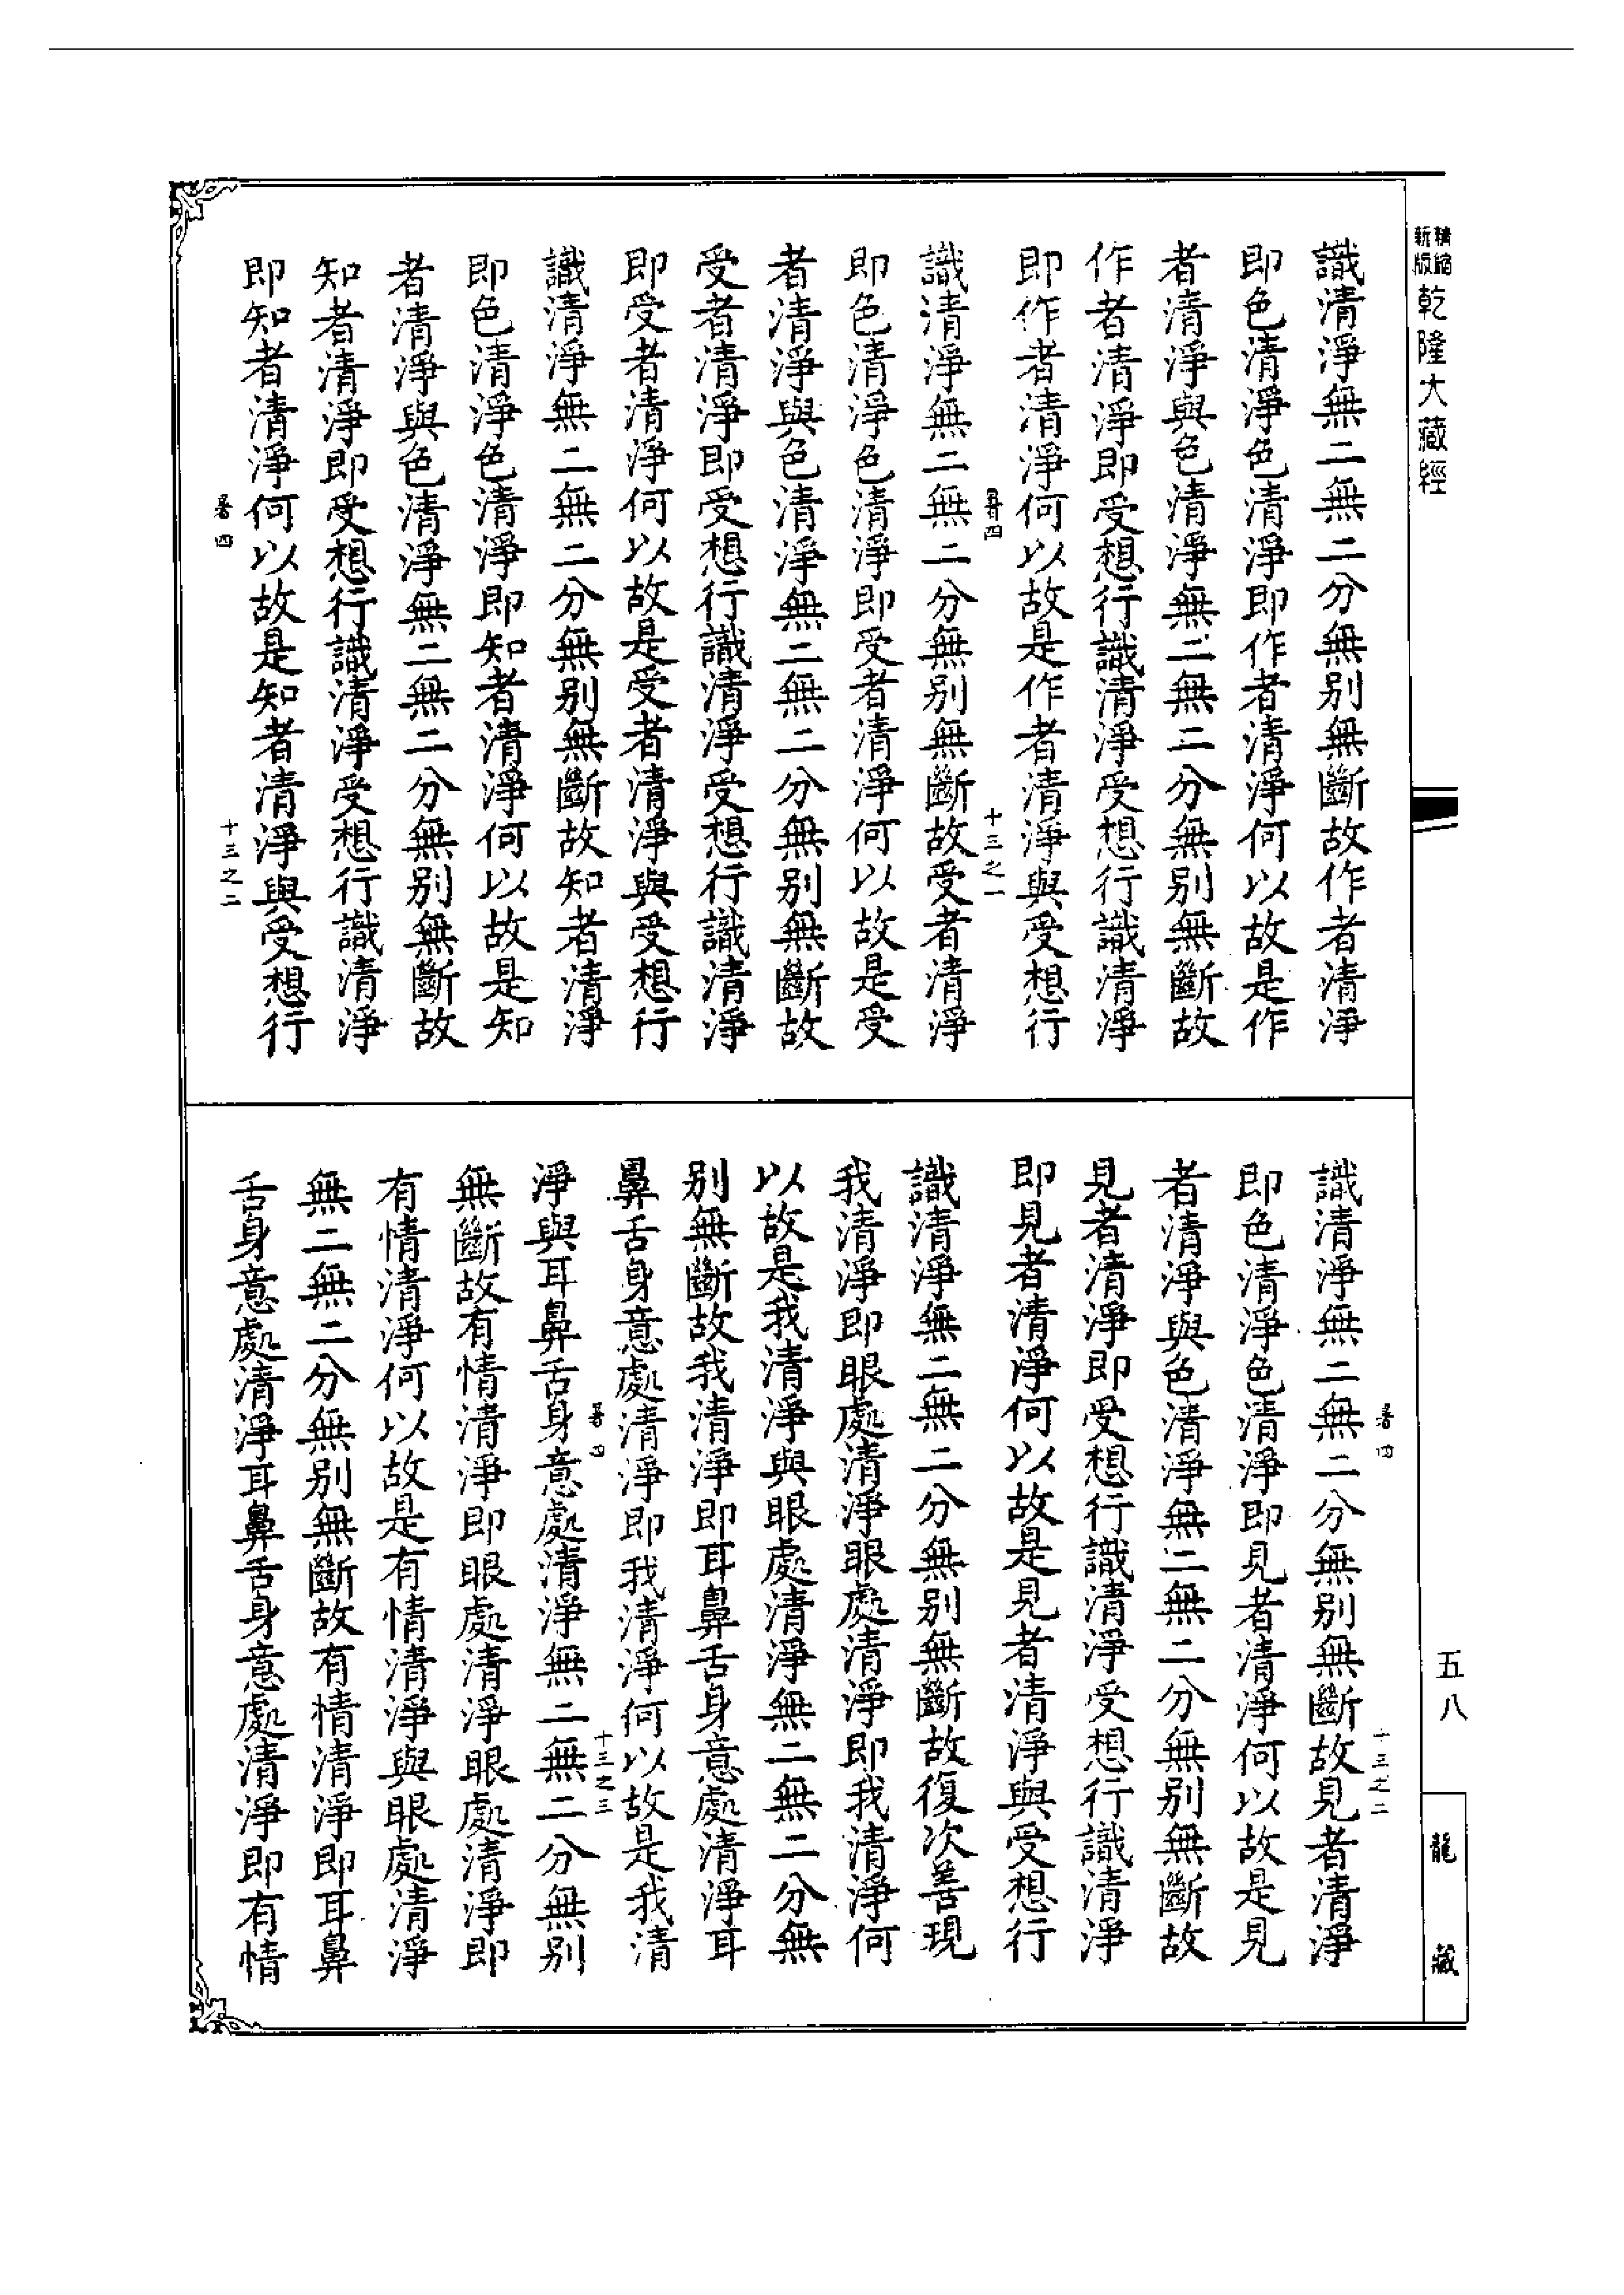 精縮新版乾隆大藏經
識清淨無二無二分無別無斷故作者清淨
即色清淨色清淨即作者清淨何以故是作
者清淨與色清淨無二無二分無別無斷故
作者清淨即受想行識清淨受想行識清淨
即作者清淨何以故是作者清淨與受想行
署四 十三之一
識清淨無二無二分無別無斷故受者清淨
即色清淨色清淨即受者清淨何以故是受
者清淨與色清淨無二無二分無別無斷故
受者清淨即受想行識清淨受想行識清淨
即受者清淨何以故是受者清淨與受想行
識清淨無二無二分無別無斷故知者清淨
即色清淨色清淨即知者清淨何以故是知
者清淨與色清淨無二無二分無別無斷故
知者清淨即受想行識清淨受想行識清淨
即知者清淨何以故是知者清淨與受想行
暑四 十三之二
五八
龍藏
暑四 十三之二
識清淨無二無二分無別無斷故見者清淨
即色清淨色清淨即見者清淨何以故是見
者清淨與色清淨無二無二分無別無斷故
見者清淨即受想行識清淨受想行識清淨
即見者清淨何以故是見者清淨與受想行
識清淨無二無二分無別無斷故復次善現
我清淨即眼處清淨眼處清淨即我清淨何
以故是我清淨與眼處清淨無二無二分無
別無斷故我清淨即耳鼻舌身意處清淨耳
鼻舌身意處清淨即我清淨何以故是我清
暑四 十三之三
淨與耳鼻舌身意處清淨無二無二分無別
無斷故有情清淨即眼處清淨眼處清淨即
有情清淨何以故是有情清淨與眼處清淨
無二無二分無別無斷故有情清淨即耳鼻
舌身意處清淨耳鼻舌身意處清淨即有情